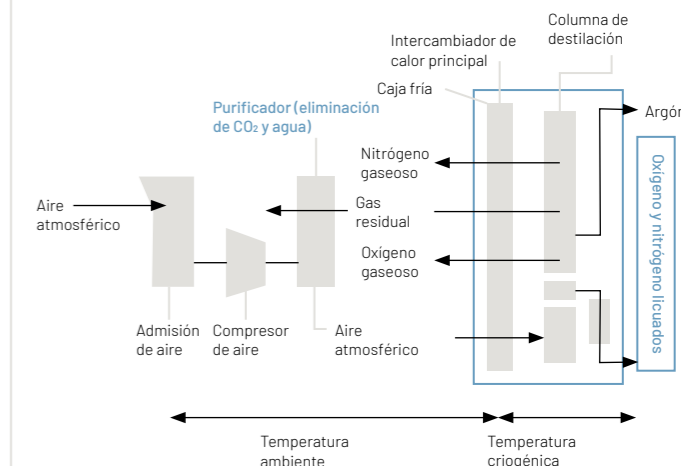 Columna de
destilación
Intercambiador de
calor principal
Caja fría
Purificador (eliminación
de CO₂ y agua)
Argón
Nitrógeno
gaseoso
Aire
atmosférico
Gas
residual
Oxígeno
gaseoso
Oxígeno y nitrógeno licuados
Admisión
de aire
Compresor
de aire
Aire
atmosférico
Temperatura
ambiente
Temperatura
criogénica